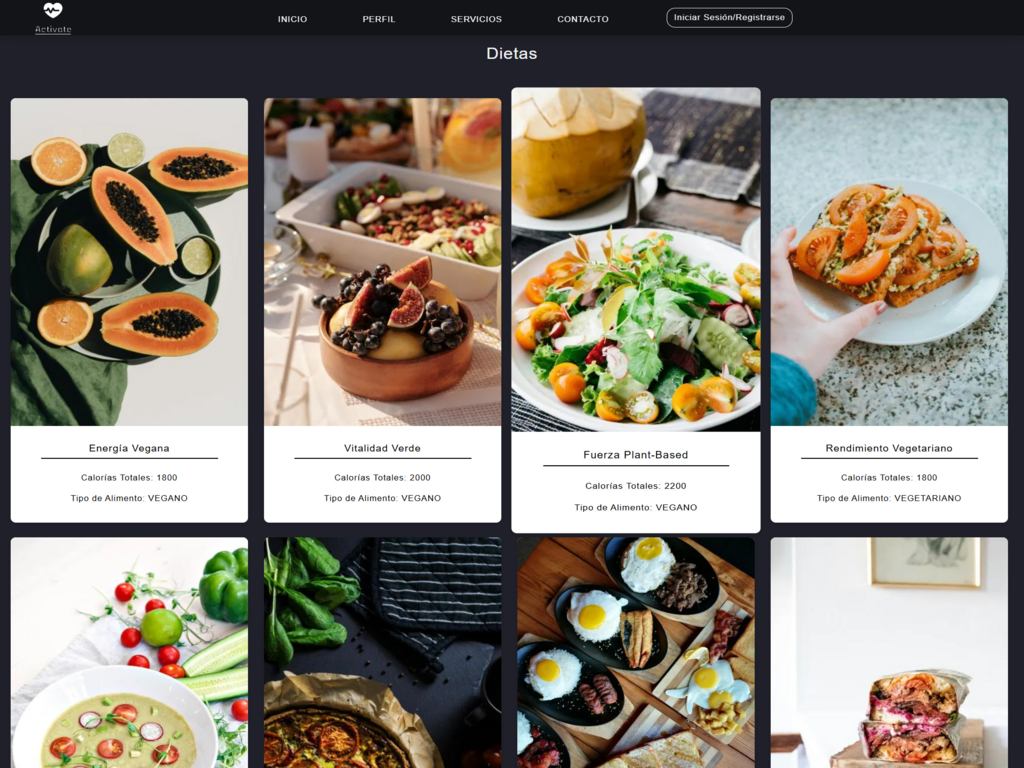 Activate
INICIO
PERFIL
SERVICIOS
CONTACTO
Iniciar Sesión/Registrarse
Dietas
Energía Vegana
Calorías Totales: 1800
Tipo de Alimento: VEGANO
Vitalidad Verde
Calorías Totales: 2000
Tipo de Alimento: VEGANO
Fuerza Plant-Based
Calorías Totales: 2200
Tipo de Alimento: VEGANO
Rendimiento Vegetariano
Calorías Totales: 1800
Tipo de Alimento: VEGETARIANO